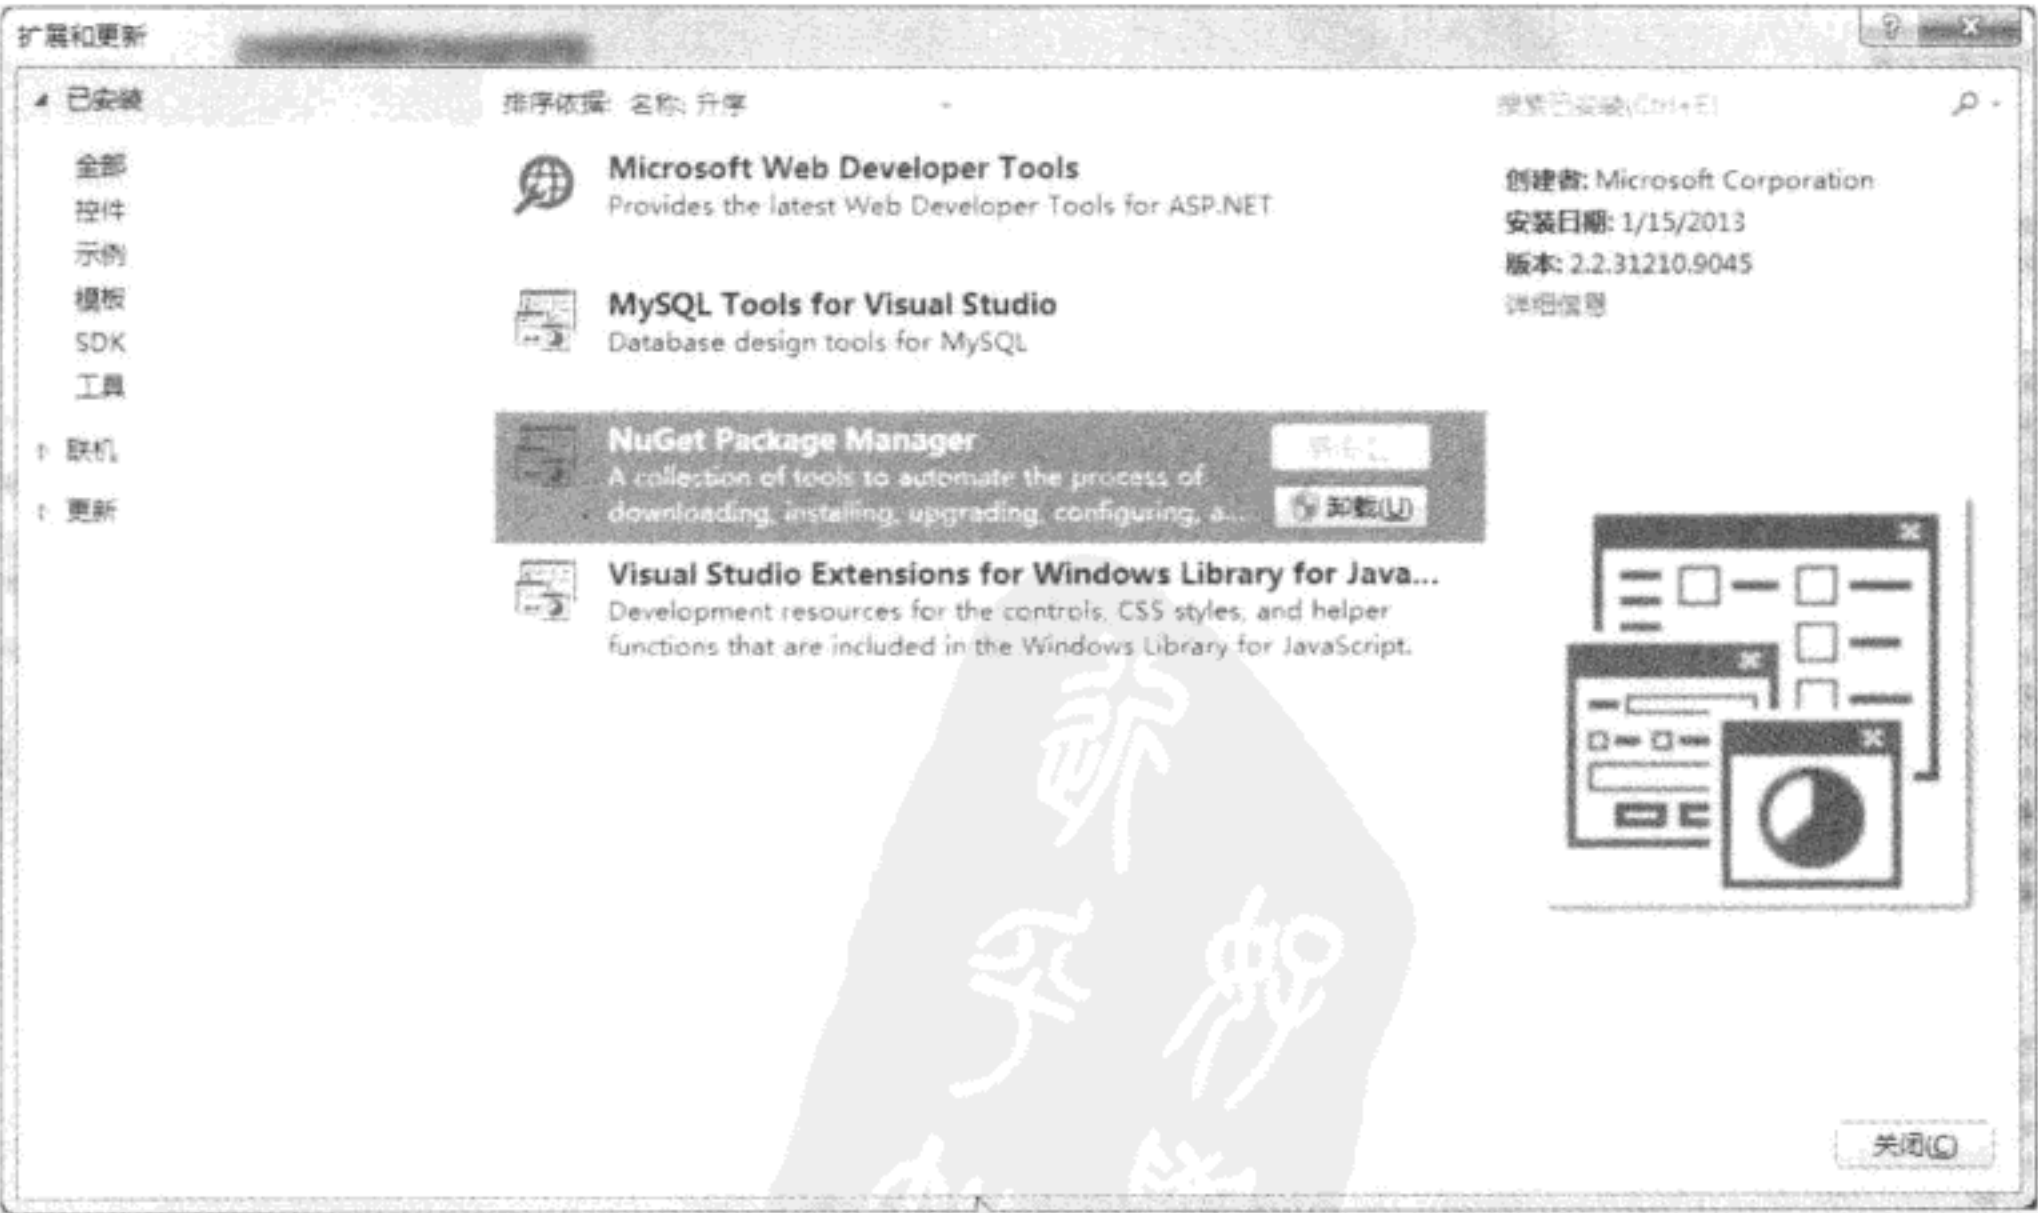 扩展和更新
已安装
全部
控件
示例
模板
SDK
工具
联机
更新
排序依据: 名称: 升序
Microsoft Web Developer Tools
Provides the latest Web Developer Tools for ASP.NET
MySQL Tools for Visual Studio
Database design tools for MySQL
NuGet Package Manager
A collection of tools to automate the process of
downloading, installing, upgrading, configuring, a...
卸载(U)
Visual Studio Extensions for Windows Library for Java...
Development resources for the controls, CSS styles, and helper
functions that are included in the Windows Library for JavaScript.
搜索已安装(Ctrl+E)
创建者: Microsoft Corporation
安装日期: 1/15/2013
版本: 2.2.31210.9045
详细信息
关闭(C)